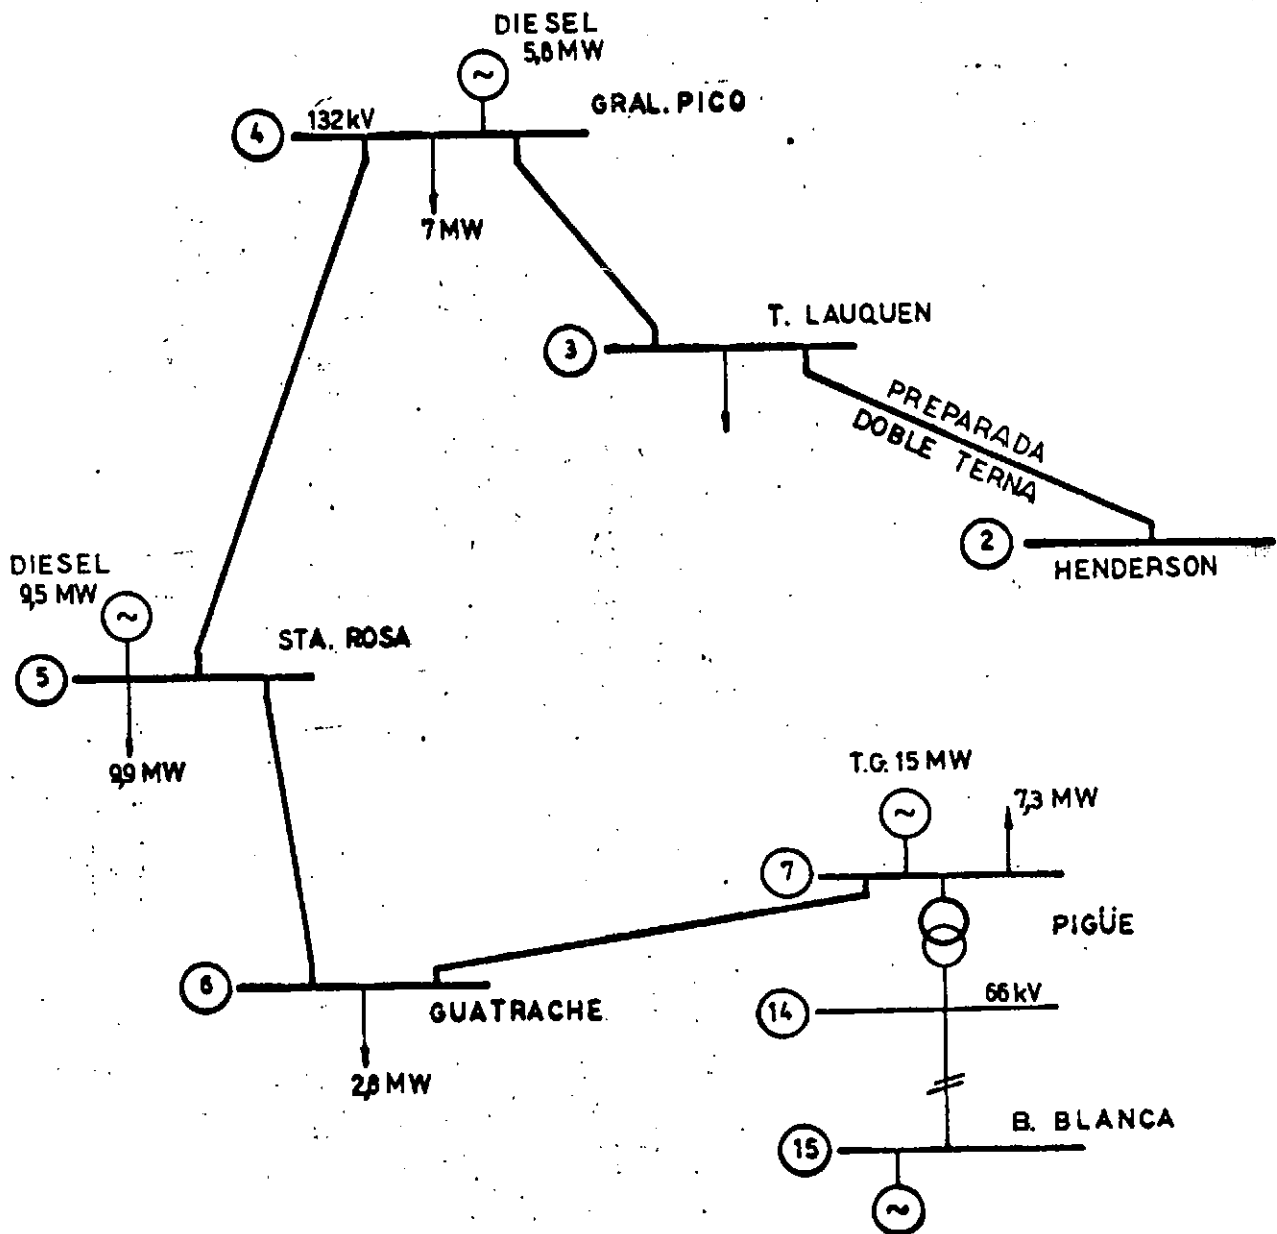 DIESEL
5,8 MW
GRAL. PICO
4
132 kV
~
7 MW
T. LAUQUEN
3
PREPARADA
DOBLE TERNA
2
HENDERSON
DIESEL
9,5 MW
~
STA. ROSA
5
9,9 MW
T.G. 15 MW
7,3 MW
~
7
PIGÜE
6
GUATRACHE
2,8 MW
66 kV
14
B. BLANCA
15
~